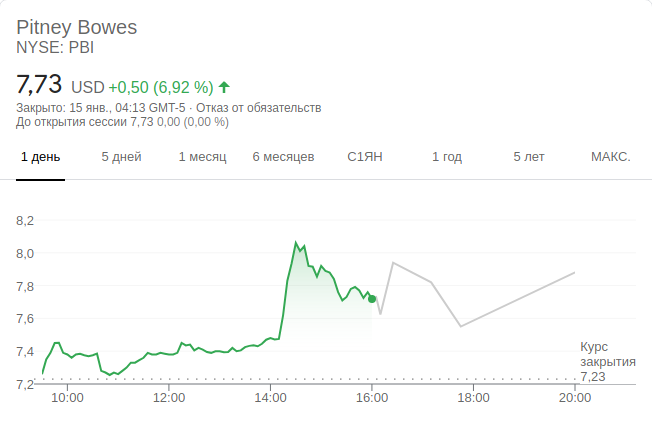 Pitney Bowes
NYSE: PBI
7,73 USD +0,50 (6,92 %)
Закрыто: 15 янв., 04:13 GMT-5 · Отказ от обязательств
До открытия сессии 7,73 0,00 (0,00 %)
1 день 5 дней 1 месяц 6 месяцев С1ЯН 1 год 5 лет МАКС.
8,2
8,0
7,8
7,6
7,4
Курс
закрытия
7,23
7,2
10:00 12:00 14:00 16:00 18:00 20:00